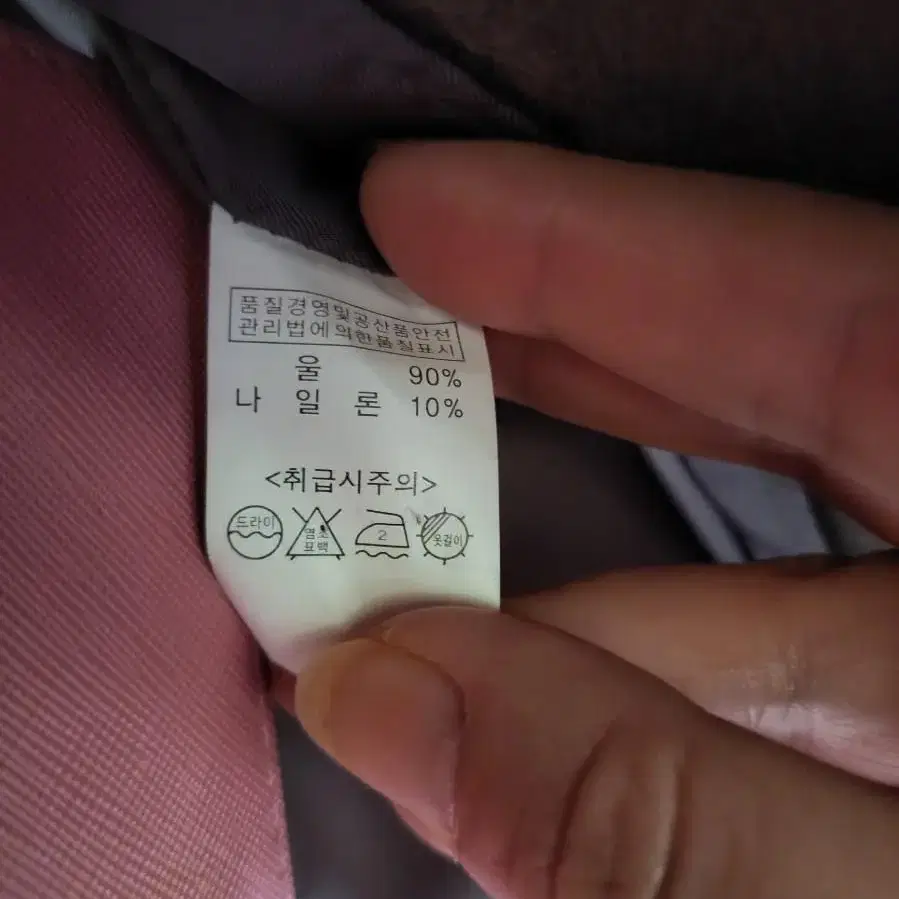 품질경영및공산품안전
관리법에의한품질표시
울 90%
나 일 론 10%
<취급시주의>
드라이
염소
표백
2
옷걸이